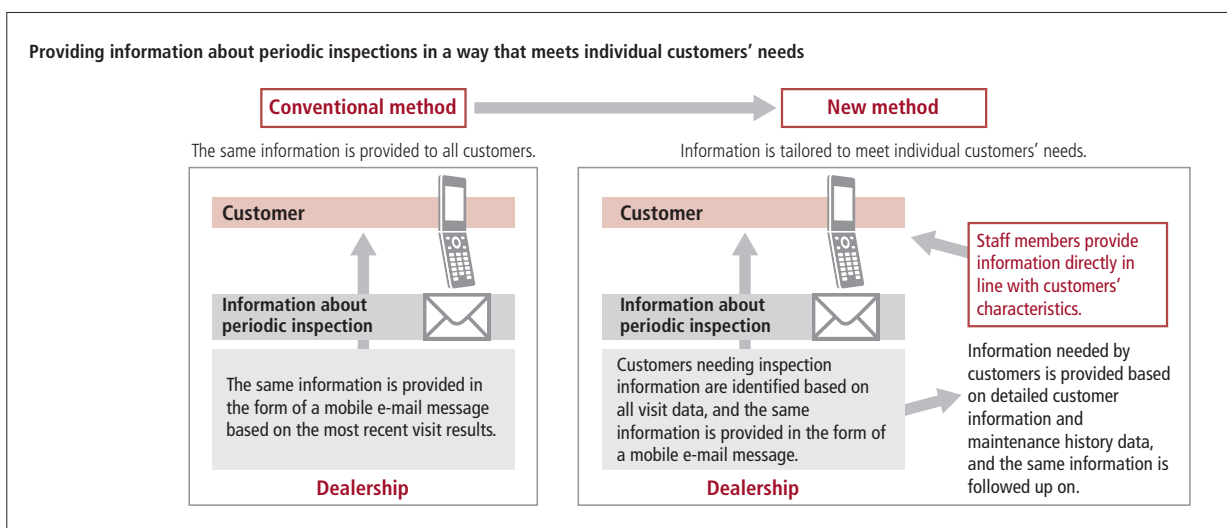 Providing information about periodic inspections in a way that meets individual customers’ needs
Conventional method
New method
The same information is provided to all customers.
Information is tailored to meet individual customers’ needs.
Customer
Information about
periodic inspection
The same information is provided in
the form of a mobile e-mail message
based on the most recent visit results.
Dealership
Customer
Information about
periodic inspection
Customers needing inspection
information are identified based on
all visit data, and the same
information is provided in the form of
a mobile e-mail message.
Dealership
Staff members provide
information directly in
line with customers’
characteristics.
Information needed by
customers is provided based
on detailed customer
information and
maintenance history data,
and the same information is
followed up on.